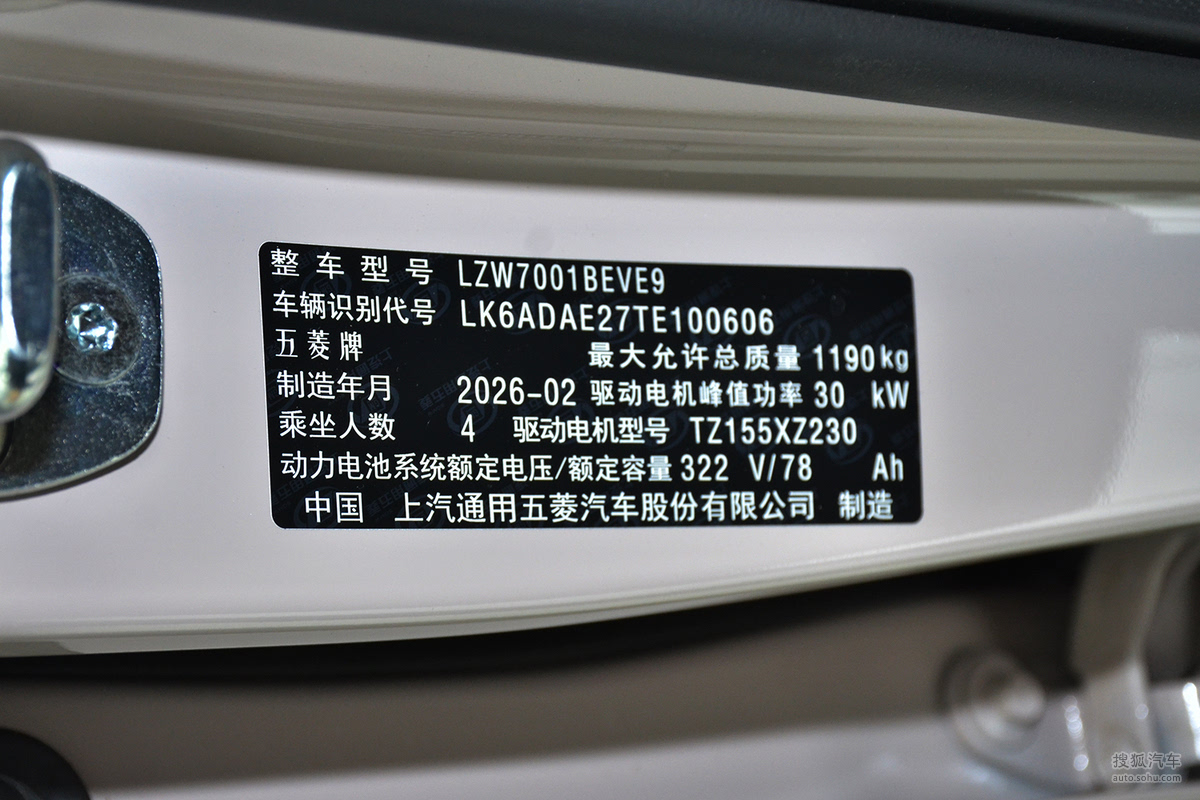 整车型号 LZW7001BEVE9
车辆识别代号 LK6ADAE27TE100606
五菱牌 最大允许总质量 1190kg
制造年月 2026-02 驱动电机峰值功率 30 kW
乘坐人数 4 驱动电机型号 TZ155XZ230
动力电池系统额定电压/额定容量 322 V/78 Ah
中国 上汽通用五菱汽车股份有限公司 制造
搜狐汽车
auto.sohu.com